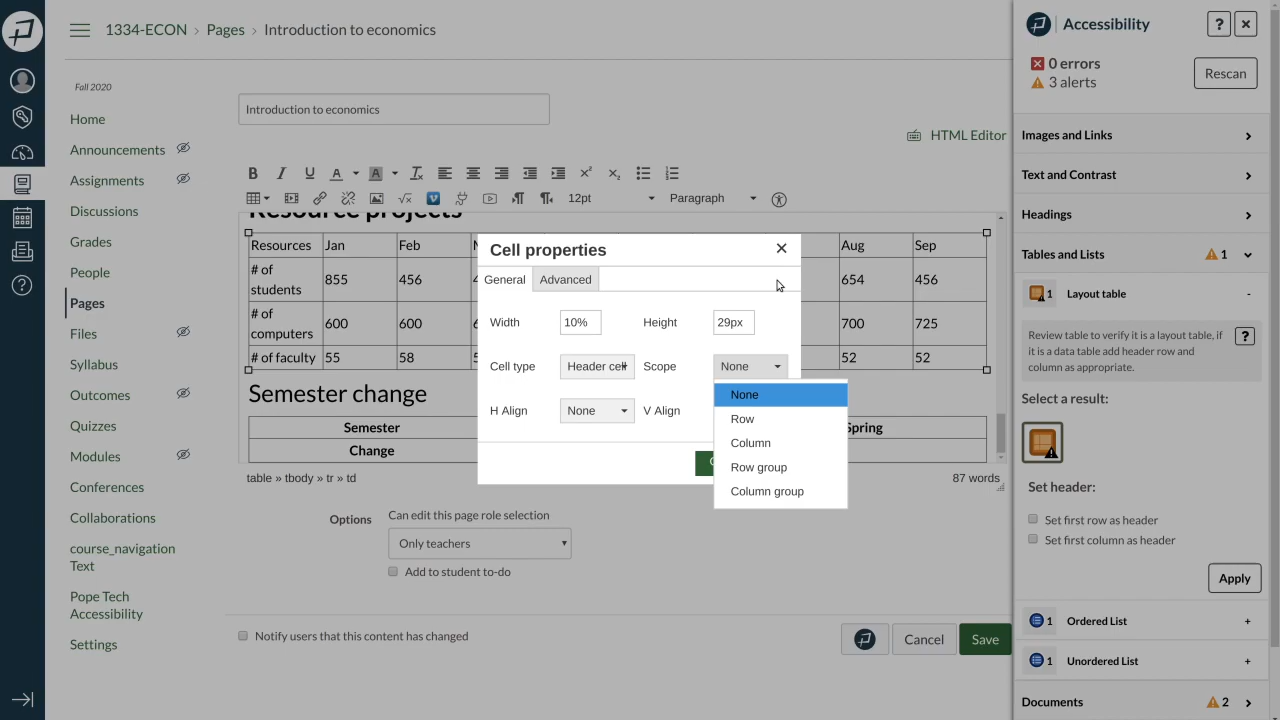 1334-ECON > Pages > Introduction to economics
Fall 2020
Home
Announcements
Assignments
Discussions
Grades
People
Pages
Files
Syllabus
Outcomes
Quizzes
Modules
Conferences
Collaborations
course_navigation
Text
Pope Tech
Accessibility
Settings
Introduction to economics
HTML Editor
12pt
Paragraph
Resource projects
Resources Jan Feb Aug Sep
# of
students 855 456 654 456
# of
computers 600 600 700 725
# of faculty 55 58 52 52
Semester change
Semester Spring
Change
table » tbody » tr » td
87 words
Cell properties
General Advanced
Width 10% Height 29px
Cell type Header cell Scope None
H Align None V Align
None
Row
Column
Row group
Column group
Options
Can edit this page role selection
Only teachers
Add to student to-do
Notify users that this content has changed
Cancel Save
Accessibility ? ×
0 errors
3 alerts
Rescan
Images and Links
Text and Contrast
Headings
Tables and Lists 1
1 Layout table -
Review table to verify it is a layout table, if
it is a data table add header row and
column as appropriate.
?
Select a result:
Set header:
Set first row as header
Set first column as header
Apply
1 Ordered List +
1 Unordered List +
Documents 2